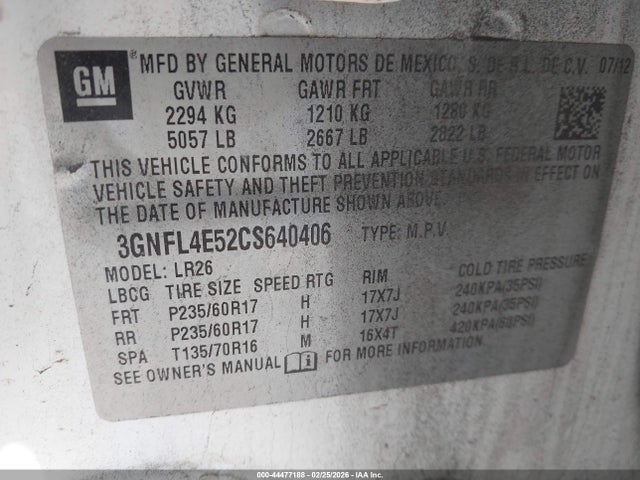 GM
MFD BY GENERAL MOTORS DE MEXICO, S. DE R.L. DE C.V. 07/12
GVWR GAWR FRT GAWR RR
2294 KG 1210 KG 1280 KG
5057 LB 2667 LB 2822 LB
THIS VEHICLE CONFORMS TO ALL APPLICABLE U.S. FEDERAL MOTOR
VEHICLE SAFETY AND THEFT PREVENTION STANDARDS IN EFFECT ON
THE DATE OF MANUFACTURE SHOWN ABOVE.
3GNFL4E52CS640406 TYPE: M.P.V.
MODEL: LR26
LBCG TIRE SIZE SPEED RTG RIM COLD TIRE PRESSURE
FRT P235/60R17 H 17X7J 240KPA(35PSI)
RR P235/60R17 H 17X7J 240KPA(35PSI)
SPA T135/70R16 M 16X4T 420KPA(60PSI)
SEE OWNER'S MANUAL FOR MORE INFORMATION.
000-44477188 - 02/25/2026 - IAA Inc.